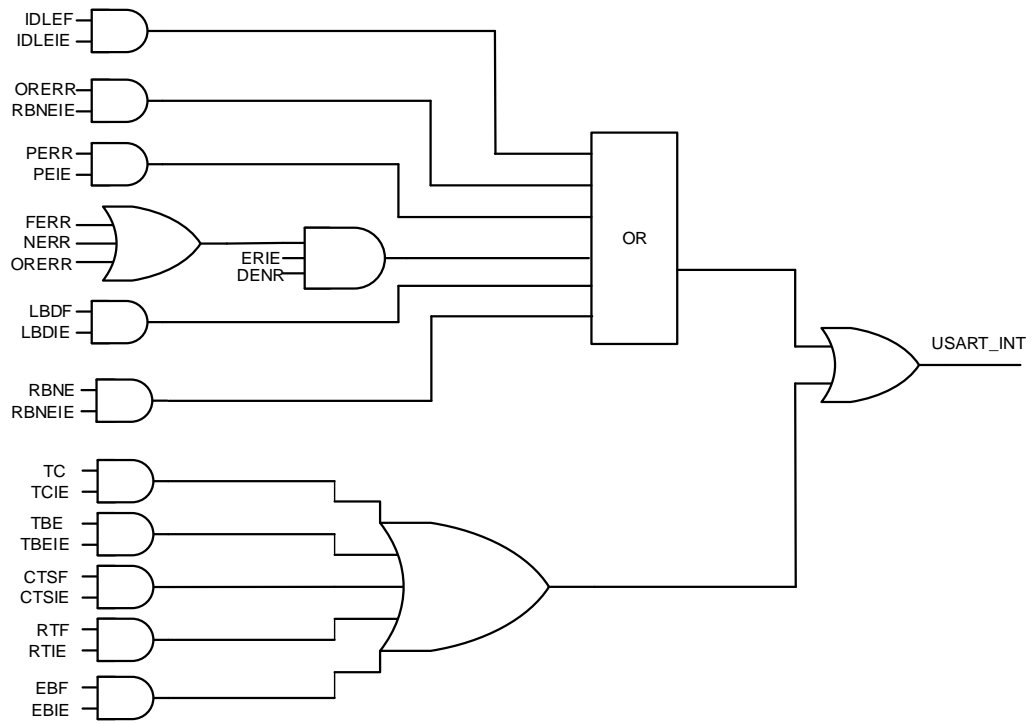 IDLEF
IDLEIE
ORERR
RBNEIE
PERR
PEIE
FERR
NERR
ORERR
ERIE
DENR
OR
LBDF
LBDIE
USART_INT
RBNE
RBNEIE
TC
TCIE
TBE
TBEIE
CTSF
CTSIE
RTF
RTIE
EBF
EBIE